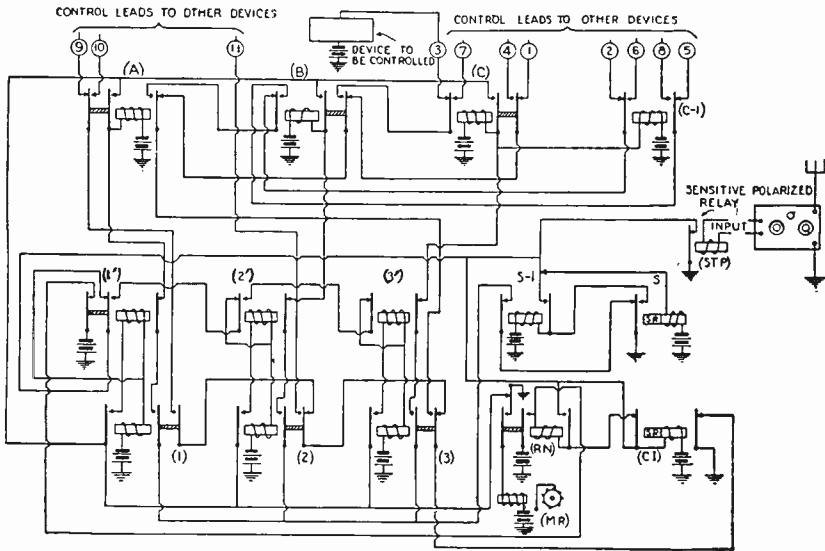 CONTROL LEADS TO OTHER DEVICES
CONTROL LEADS TO OTHER DEVICES
9 10 11
DEVICE TO
BE CONTROLLED
3 7 4 1 2 6 8 5
(A) (B) (C) (C-1)
SENSITIVE POLARIZED
RELAY
INPUT
(STP)
(1') (2') (3') S-1 S
SR
(1) (2) (3) (RN) (C1)
SR
(MR)